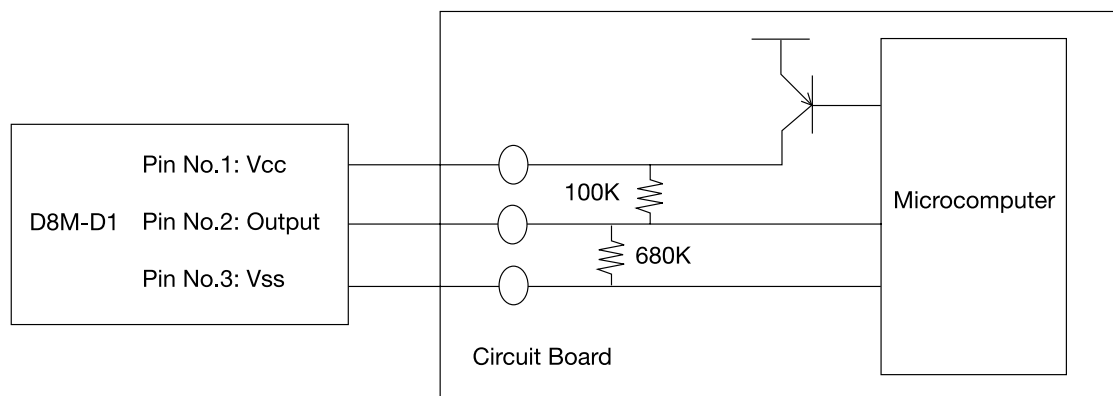 Pin No.1: Vcc
D8M-D1 Pin No.2: Output
Pin No.3: Vss
100K
680K
Microcomputer
Circuit Board